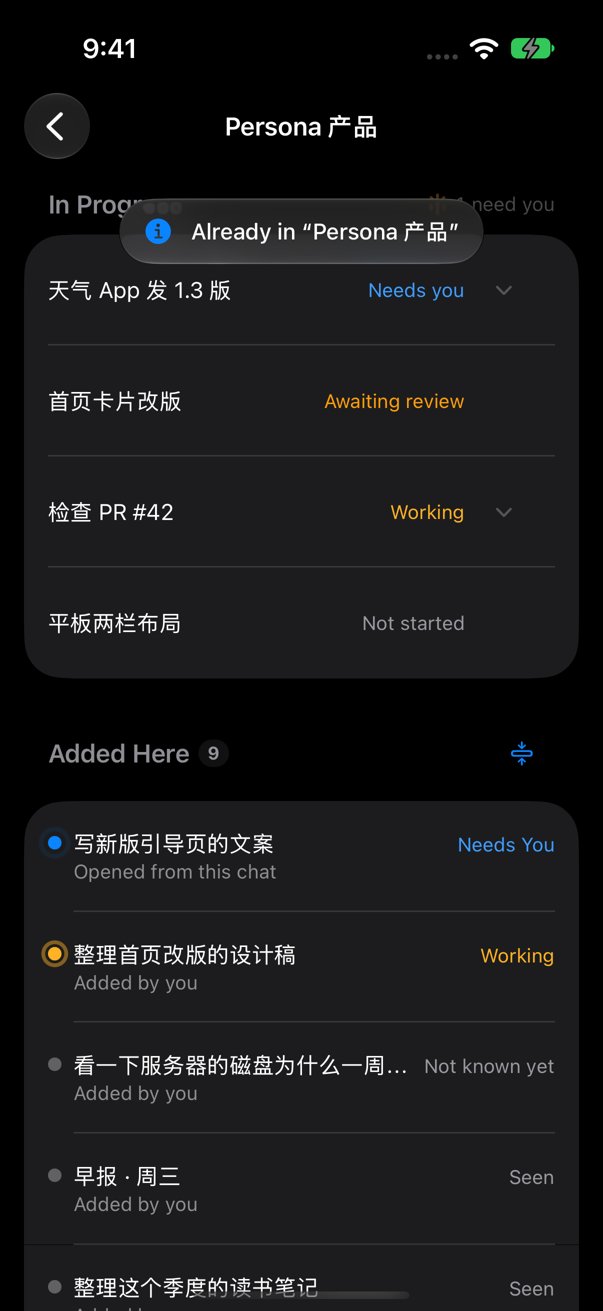 9:41
Persona 产品
In Progr
need you
Already in “Persona 产品”
天气 App 发 1.3 版
Needs you
首页卡片改版
Awaiting review
检查 PR #42
Working
平板两栏布局
Not started
Added Here 9
写新版引导页的文案
Needs You
Opened from this chat
整理首页改版的设计稿
Working
Added by you
看一下服务器的磁盘为什么一周…
Not known yet
Added by you
早报 · 周三
Seen
Added by you
整理这个季度的读书笔记
Seen